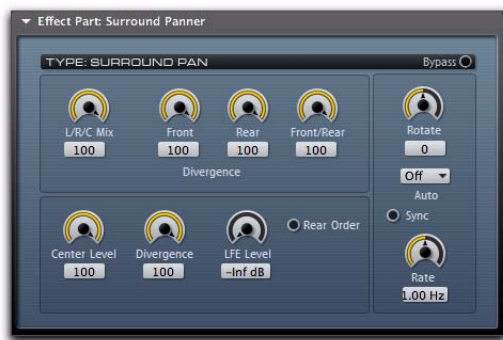 Effect Part: Surround Panner
TYPE: SURROUND PAN
Bypass
L/R/C Mix
100
Front
100
Rear
100
Front/Rear
100
Divergence
Center Level
100
Divergence
100
LFE Level
-Inf dB
Rear Order
Rotate
0
Off
Auto
Sync
Rate
1.00 Hz